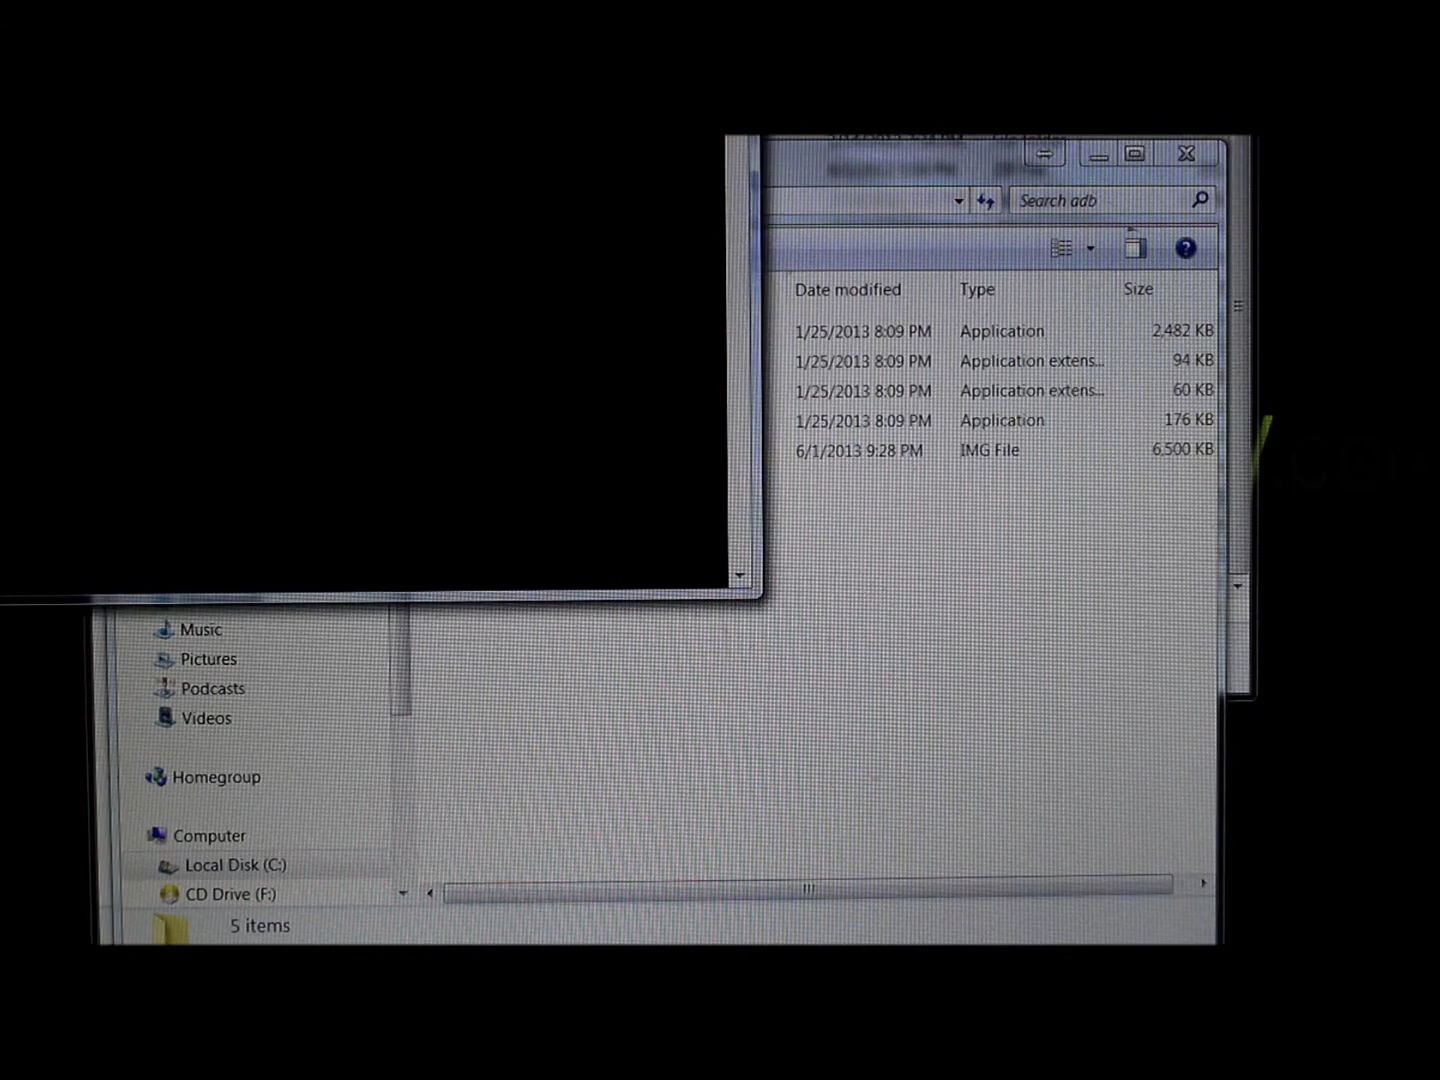 Search adb
Date modified Type Size
1/25/2013 8:09 PM Application 2,482 KB
1/25/2013 8:09 PM Application extens... 94 KB
1/25/2013 8:09 PM Application extens... 60 KB
1/25/2013 8:09 PM Application 176 KB
6/1/2013 9:28 PM IMG File 6,500 KB
Music
Pictures
Podcasts
Videos
Homegroup
Computer
Local Disk (C:)
CD Drive (F:)
5 items